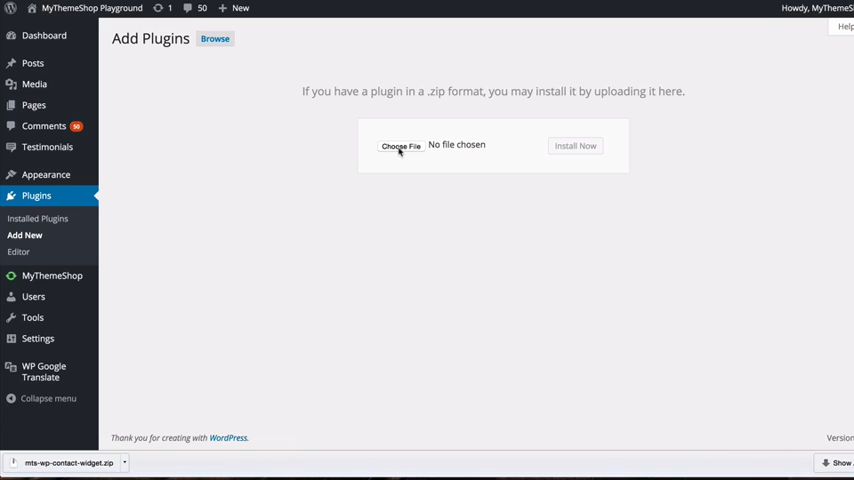 MyThemeShop Playground 1 50 New Howdy, MyThemeS
Help
Add Plugins Browse
Dashboard
Posts
Media
Pages
Comments 50
Testimonials
Appearance
Plugins
Installed Plugins
Add New
Editor
MyThemeShop
Users
Tools
Settings
WP Google
Translate
Collapse menu
If you have a plugin in a .zip format, you may install it by uploading it here.
Choose File No file chosen Install Now
Thank you for creating with WordPress. Version
mts-wp-contact-widget.zip Show